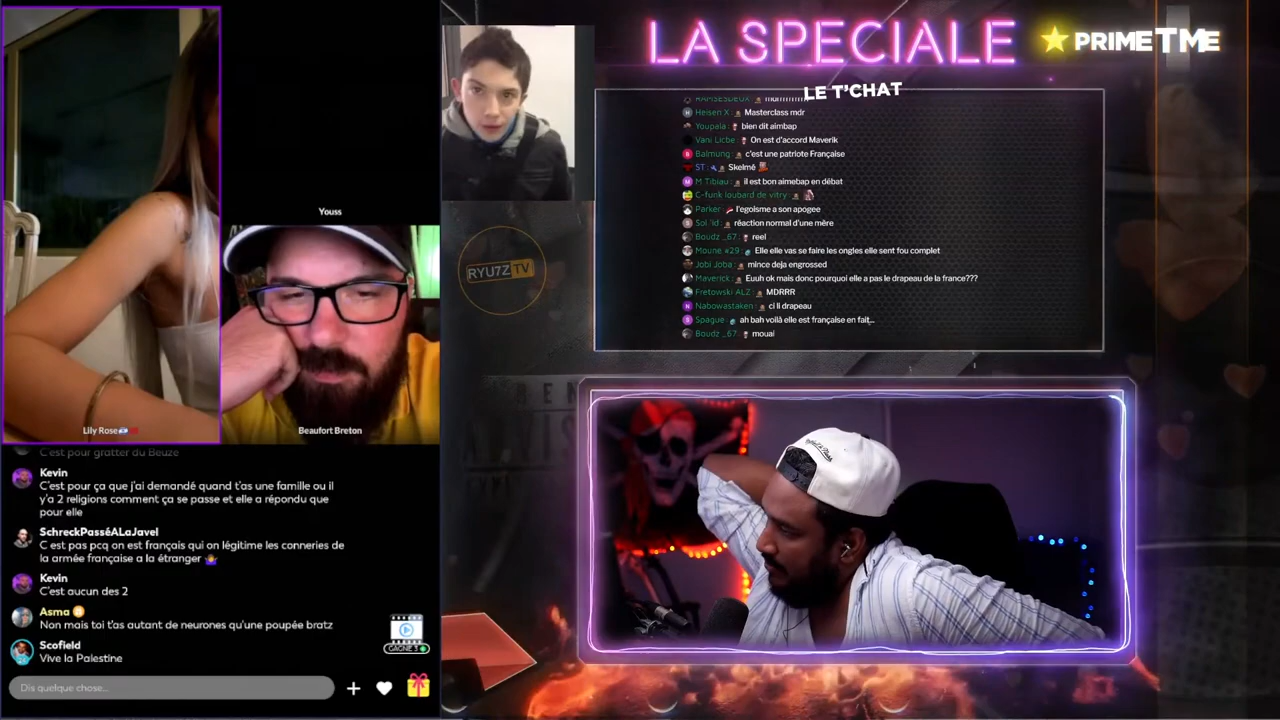 Youss
Lily Rose
Beaufort Breton
C'est pour gratter du Beuze
Kevin
C'est pour ça que j'ai demandé quand t'as une famille ou il
y'a 2 religions comment ça se passe et elle a répondu que
pour elle
SchreckPasséALaJavel
C est pas pcq on est français qui on légitime les conneries de
la armée française a la étranger 🤷‍♂️
Kevin
C'est aucun des 2
Asma
Non mais toi t'as autant de neurones qu'une poupée bratz
Scofield
Vive la Palestine
GAGNE 3
Dis quelque chose...
LA SPECIALE
PRIMETME
LE T'CHAT
RAMSESDEUX :
Heisen X : Masterclass mdr
Youpala : bien dit aimbap
Vani Licbe : On est d'accord Maverik
Balmung : c'est une patriote Française
ST : Skelmé
M Tibiau : il est bon aimebap en débat
C-funk loubard de vitry :
Parker : l'egoisme a son apogee
Sol 'id : réaction normal d'une mère
Boudz _67 : reel
Moune #29 : Elle elle vas se faire les ongles elle sent fou complet
Jobi Joba : mince deja engrossed
Maverick : Euuh ok mais donc pourquoi elle a pas le drapeau de la france???
Fretowski ALZ : MDRRR
Nabowastaken : ci li drapeau
Spague : ah bah voilà elle est française en fait...
Boudz _67 : mouai
RYU7Z TV